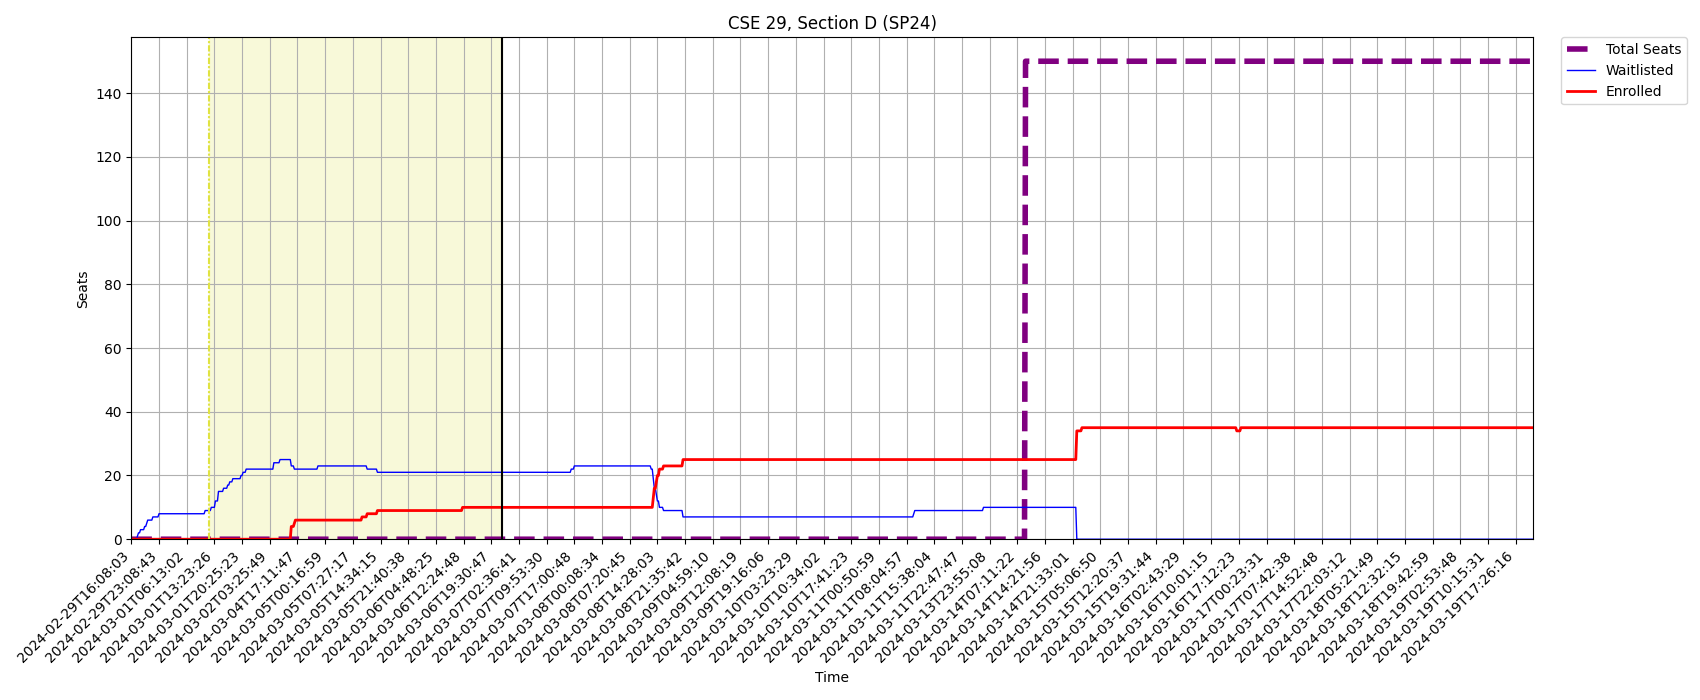 CSE 29, Section D (SP24)
Total Seats
Waitlisted
Enrolled
Seats
140
120
100
80
60
40
20
0
2024-02-29T16:08:03
2024-02-29T23:08:43
2024-03-01T06:13:02
2024-03-01T13:23:26
2024-03-01T20:25:23
2024-03-02T03:25:49
2024-03-04T17:11:47
2024-03-05T00:16:59
2024-03-05T07:27:17
2024-03-05T14:34:15
2024-03-05T21:40:38
2024-03-06T04:48:25
2024-03-06T12:24:48
2024-03-06T19:30:47
2024-03-07T02:36:41
2024-03-07T09:53:30
2024-03-07T17:00:48
2024-03-08T00:08:34
2024-03-08T07:20:45
2024-03-08T14:28:03
2024-03-08T21:35:42
2024-03-09T04:59:10
2024-03-09T12:08:19
2024-03-09T19:16:06
2024-03-10T03:23:29
2024-03-10T10:34:02
2024-03-10T17:41:23
2024-03-11T00:50:59
2024-03-11T08:04:57
2024-03-11T15:38:04
2024-03-11T22:47:47
2024-03-13T23:55:08
2024-03-14T07:11:22
2024-03-14T14:21:56
2024-03-14T21:33:01
2024-03-15T05:06:50
2024-03-15T12:20:37
2024-03-15T19:31:44
2024-03-16T02:43:29
2024-03-16T10:01:15
2024-03-16T17:12:23
2024-03-17T00:23:31
2024-03-17T07:42:38
2024-03-17T14:52:48
2024-03-17T22:03:12
2024-03-18T05:21:49
2024-03-18T12:32:15
2024-03-18T19:42:59
2024-03-19T02:53:48
2024-03-19T10:15:31
2024-03-19T17:26:16
Time